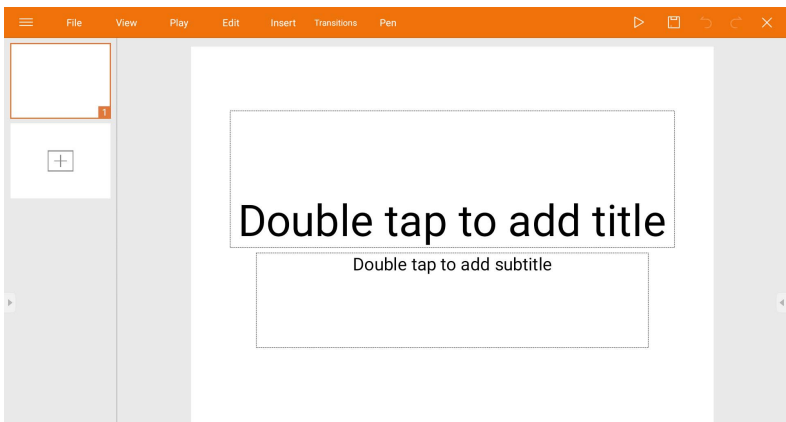 File View Play Edit Insert Transitions Pen
1
Double tap to add title
Double tap to add subtitle